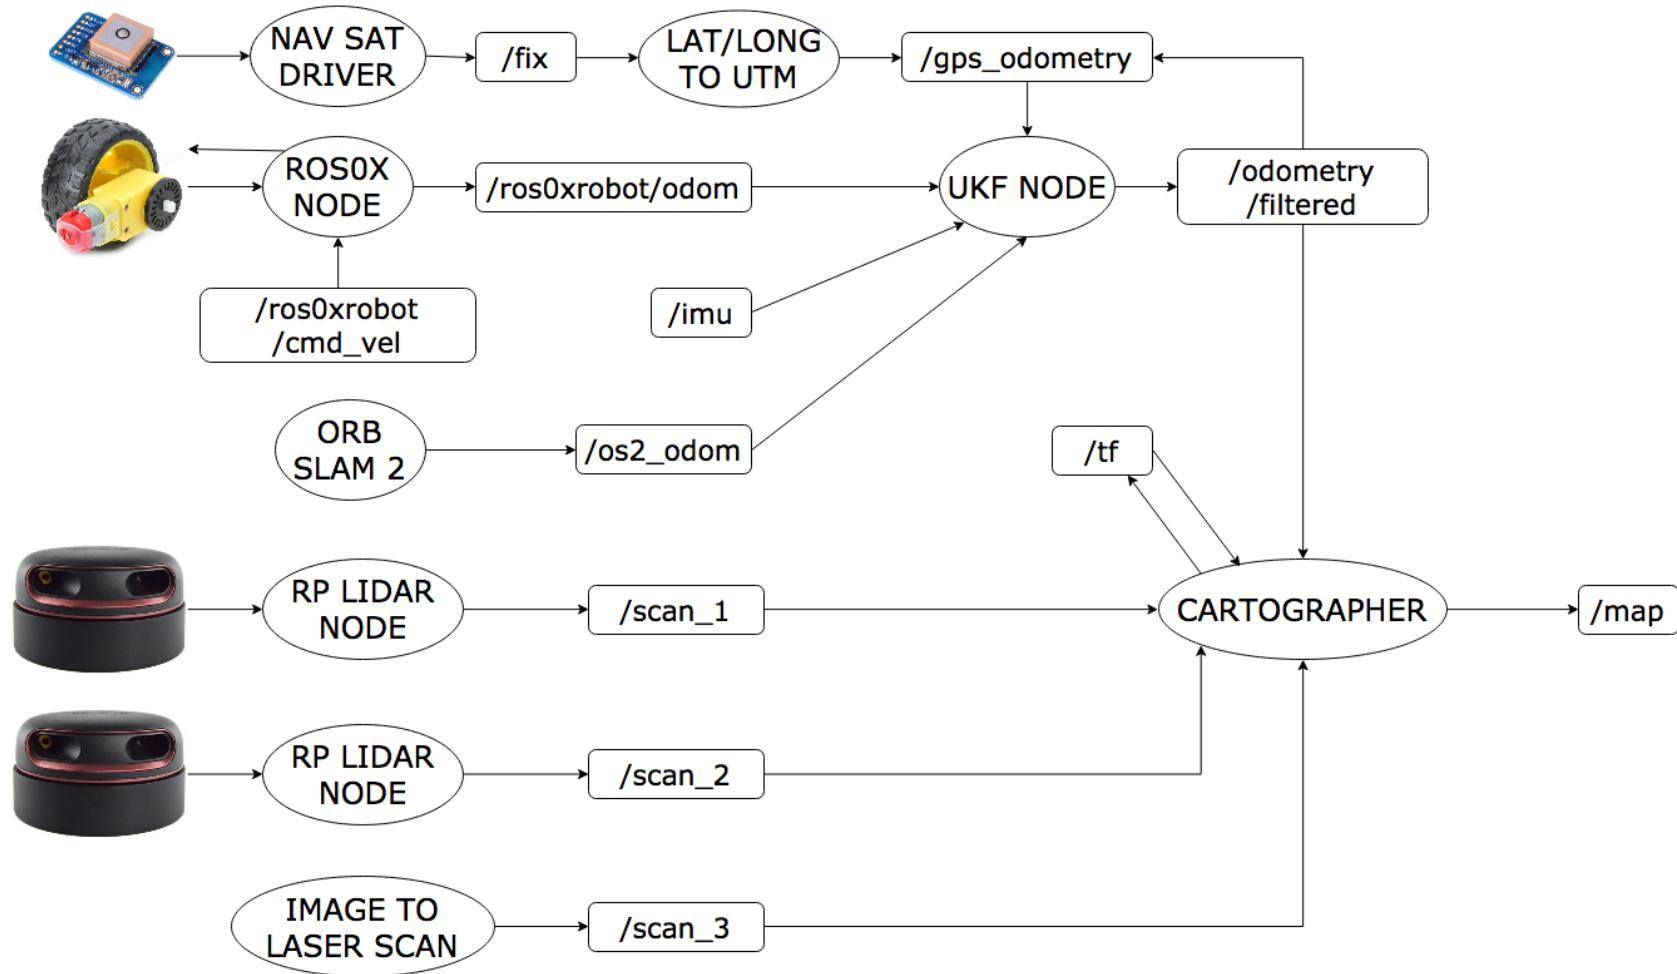 NAV SAT
DRIVER
/fix
LAT/LONG
TO UTM
/gps_odometry
ROS0X
NODE
/ros0xrobot/odom
UKF NODE
/odometry
/filtered
/ros0xrobot
/cmd_vel
/imu
ORB
SLAM 2
/os2_odom
/tf
RP LIDAR
NODE
/scan_1
CARTOGRAPHER
/map
RP LIDAR
NODE
/scan_2
IMAGE TO
LASER SCAN
/scan_3